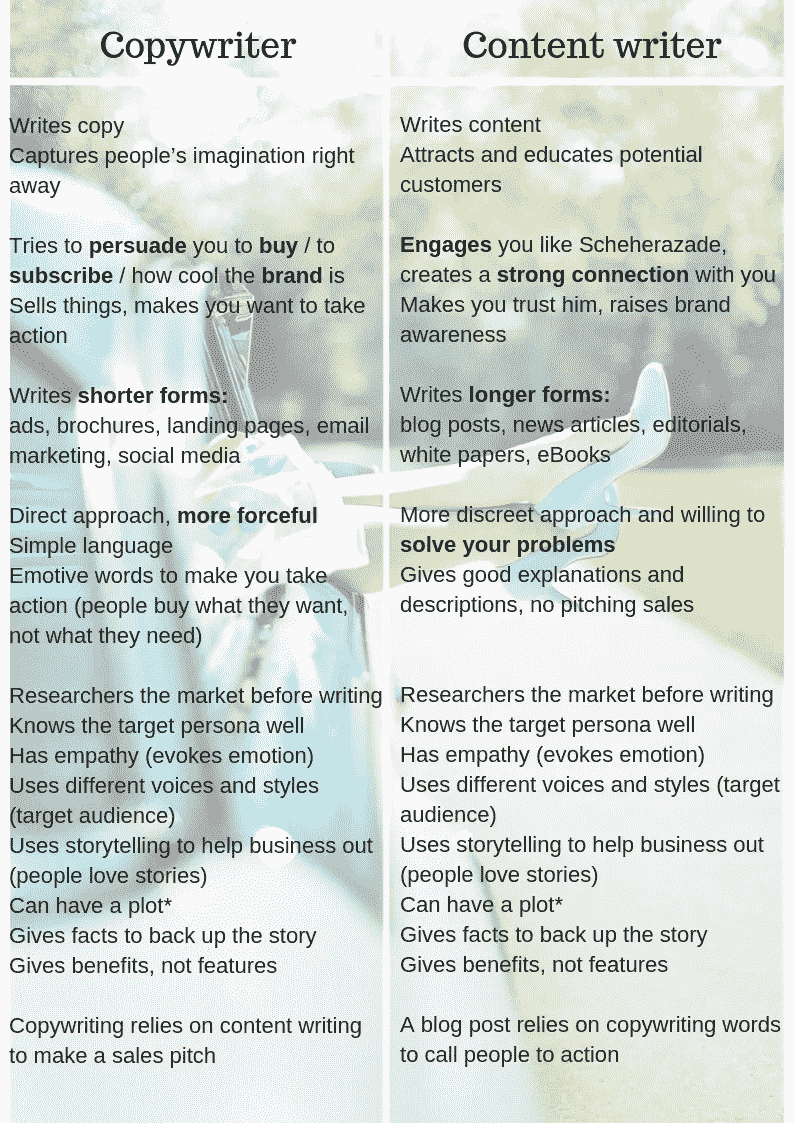 Copywriter
Writes copy
Captures people’s imagination right
away
Tries to persuade you to buy / to
subscribe / how cool the brand is
Sells things, makes you want to take
action
Writes shorter forms:
ads, brochures, landing pages, email
marketing, social media
Direct approach, more forceful
Simple language
Emotive words to make you take
action (people buy what they want,
not what they need)
Researchers the market before writing
Knows the target persona well
Has empathy (evokes emotion)
Uses different voices and styles
(target audience)
Uses storytelling to help business out
(people love stories)
Can have a plot*
Gives facts to back up the story
Gives benefits, not features
Copywriting relies on content writing
to make a sales pitch
Content writer
Writes content
Attracts and educates potential
customers
Engages you like Scheherazade,
creates a strong connection with you
Makes you trust him, raises brand
awareness
Writes longer forms:
blog posts, news articles, editorials,
white papers, eBooks
More discreet approach and willing to
solve your problems
Gives good explanations and
descriptions, no pitching sales
Researchers the market before writing
Knows the target persona well
Has empathy (evokes emotion)
Uses different voices and styles (target
audience)
Uses storytelling to help business out
(people love stories)
Can have a plot*
Gives facts to back up the story
Gives benefits, not features
A blog post relies on copywriting words
to call people to action